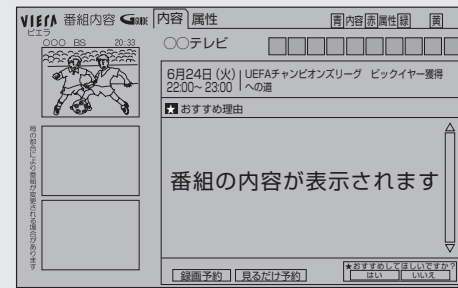 VIErA 番組内容 GGUIDE 内容 属性 青 内容 赤 属性 緑 黄
ビエラ
○○○ BS 20:33
○○テレビ
6月24日(火) UEFAチャンピオンズリーグ ビックイヤー獲得
22:00~ 23:00 への道
★ おすすめ理由
局の都合により番組が変更される場合があります
番組の内容が表示されます
録画予約 見るだけ予約
★おすすめしてほしいですか?
はい いいえ